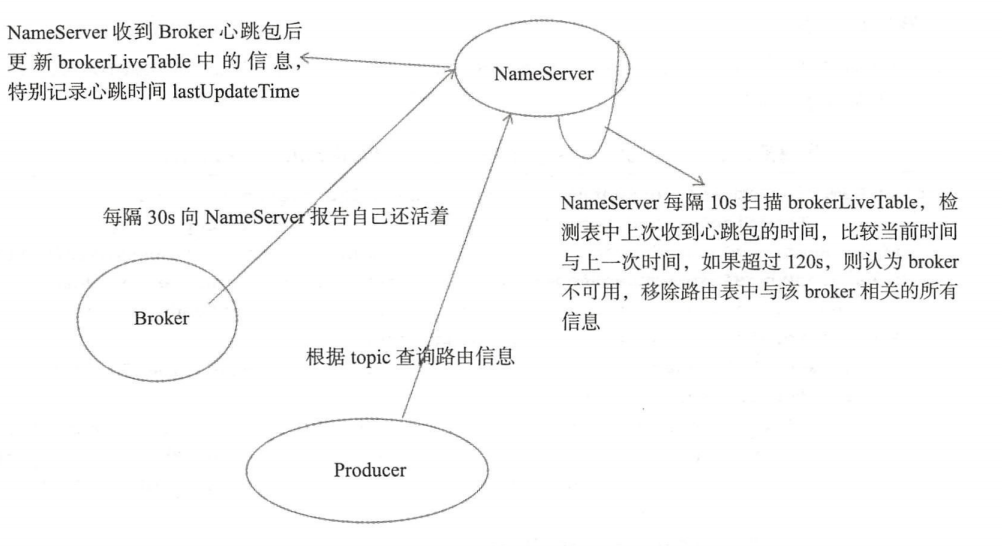 NameServer 收到 Broker 心跳包后
更新 brokerLiveTable 中的信息,
特别记录心跳时间 lastUpdateTime
NameServer
每隔 30s 向 NameServer 报告自己还活着
NameServer 每隔 10s 扫描 brokerLiveTable，检
测表中上次收到心跳包的时间，比较当前时间
与上一次时间，如果超过 120s，则认为 broker
不可用，移除路由表中与该 broker 相关的所有
信息
Broker
根据 topic 查询路由信息
Producer